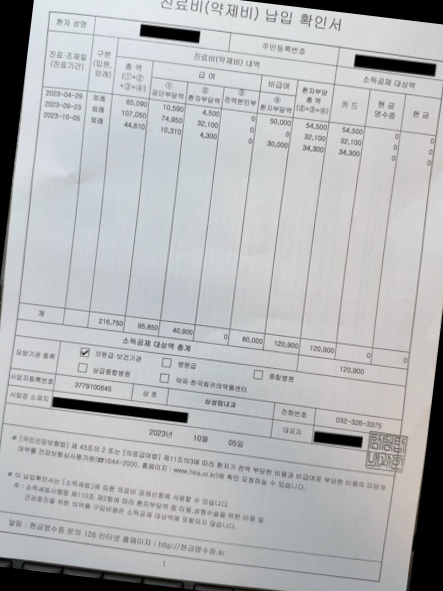 진료비(약제비) 납입 확인서
환자 성명 주민등록번호
진료·조제일 (진료기간) 구분 (입원, 외래) 진료비(약제비) 내역 소득공제 대상액
총 액 (①+② +③+④) 급 여 비급여 환자부담 총 액 (②+③+④) 카 드 현 금 영수증 현 금
① 공단부담액 ② 환자부담액 ③ 전액본인부 ④ 환자부담액
2023-04-29 외래 65,090 10,590 4,500 0 50,000 54,500 54,500 0 0
2023-09-23 외래 107,050 74,950 32,100 0 0 32,100 32,100 0 0
2023-10-05 외래 44,610 10,310 4,300 0 30,000 34,300 34,300 0 0
계 216,750 95,850 40,900 0 80,000 120,900 120,900 0 0
소득공제 대상액 총계 120,900
요양기관 종류 의원급·보건기관 병원급 종합병원
상급종합병원 약국·한국희귀의약품센터
사업자등록번호 3779100645 상 호 삼성탑내과 전화번호 032-326-3375
사업장 소재지 대표자
2023년 10월 05일
※ [국민건강보험법] 제 43조의 2 또는 [의료급여법] 제11조의3에 따라 환자가 전액 부담한 비용과 비급여로 부담한 비용의 타당성
여부를 건강보험심사평가원(☎1644-2000, 홈페이지 : www.hira.or.kr)에 확인 요청하실 수 있습니다.
※ 이 납입확인서는 [소득세법]에 따른 의료비 공제신청에 사용할 수 있습니다.
주 : 소득세법시행령 제110조 제2항에 따라 환자부담액 중 미용,성형수술을 위한 비용 및
건강증진을 위한 의약품 구입비용은 소득공제 대상액에 포함되지 않습니다.
알림 : 현금영수증 문의 126 인터넷 홈페이지 : http://현금영수증.kr
1